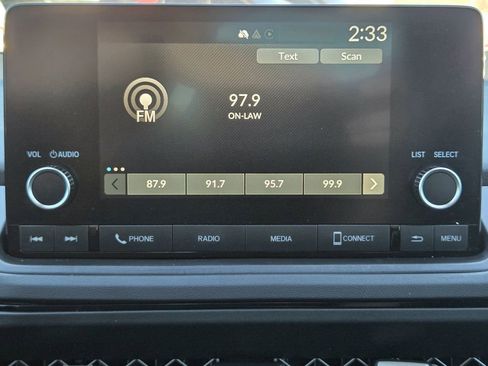 2:33
Text Scan
97.9
FM
ON-LAW
VOL AUDIO LIST SELECT
87.9 91.7 95.7 99.9
PHONE RADIO MEDIA CONNECT MENU